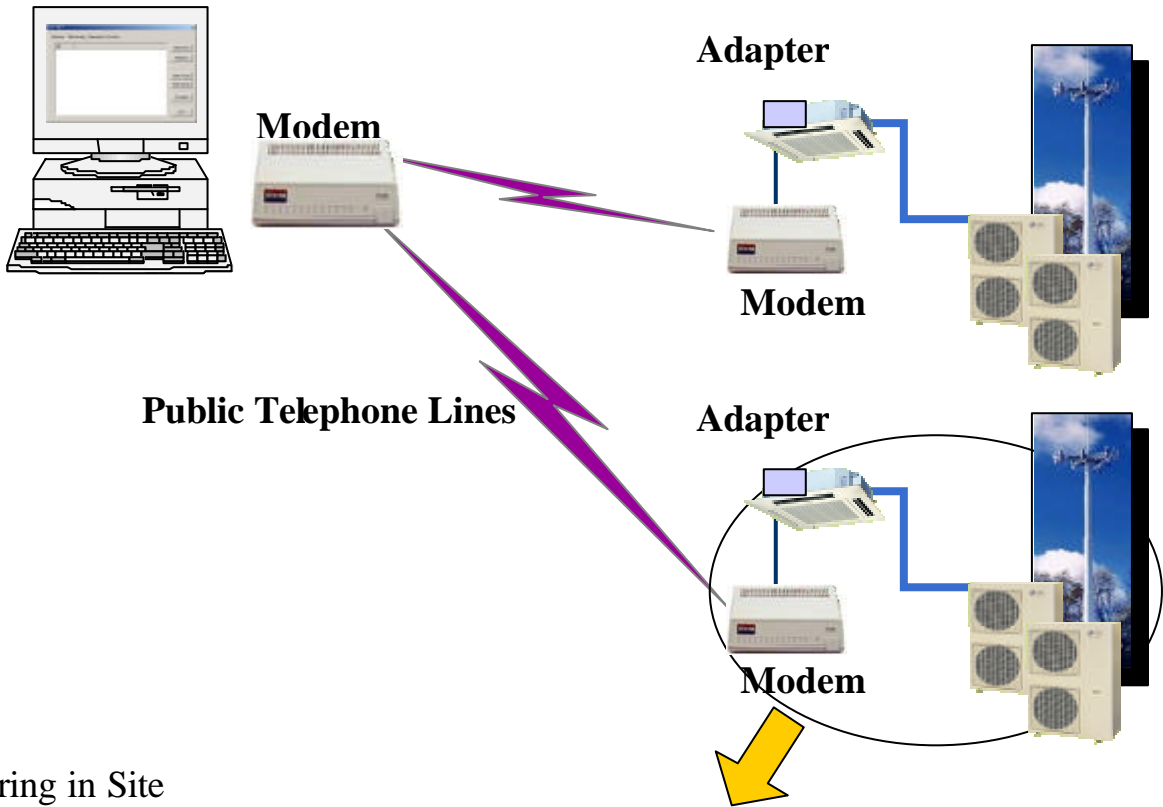 Adapter
Modem
Modem
Public Telephone Lines
Adapter
Modem
ring in Site